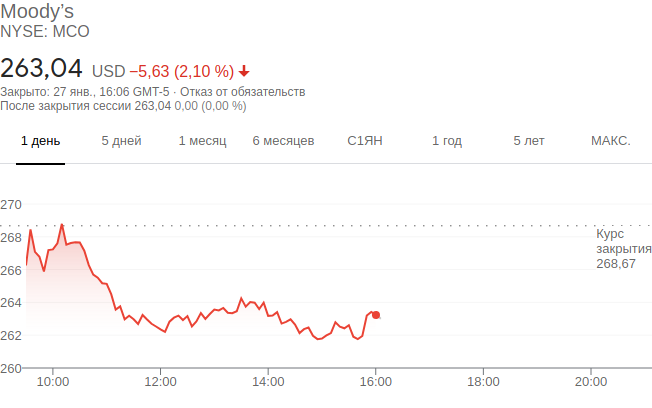 Moody's
NYSE: MCO
263,04 USD −5,63 (2,10 %)
Закрыто: 27 янв., 16:06 GMT-5 · Отказ от обязательств
После закрытия сессии 263,04 0,00 (0,00 %)
1 день 5 дней 1 месяц 6 месяцев С1ЯН 1 год 5 лет МАКС.
270
268
266
264
262
260
Курс
закрытия
268,67
10:00 12:00 14:00 16:00 18:00 20:00